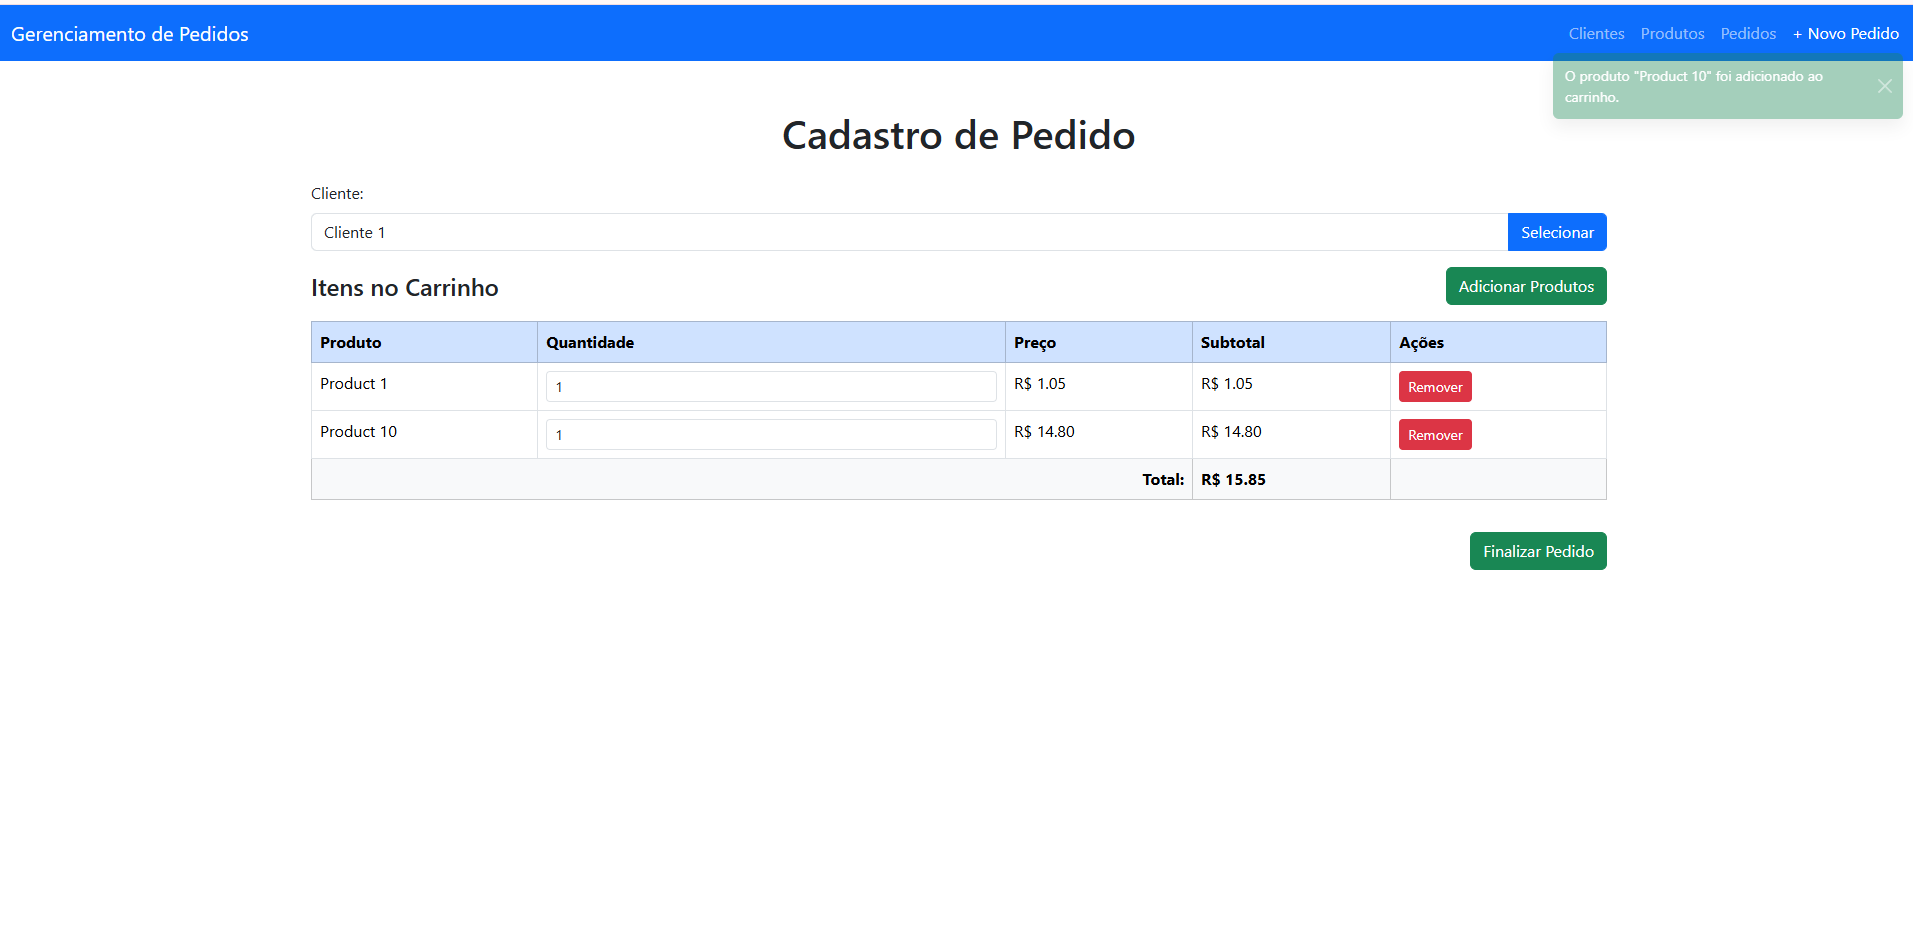 Gerenciamento de Pedidos
Clientes Produtos Pedidos + Novo Pedido
O produto "Product 10" foi adicionado ao
carrinho.
Cadastro de Pedido
Cliente:
Cliente 1 Selecionar
Itens no Carrinho Adicionar Produtos
Produto Quantidade Preço Subtotal Ações
Product 1 1 R$ 1.05 R$ 1.05 Remover
Product 10 1 R$ 14.80 R$ 14.80 Remover
Total: R$ 15.85
Finalizar Pedido